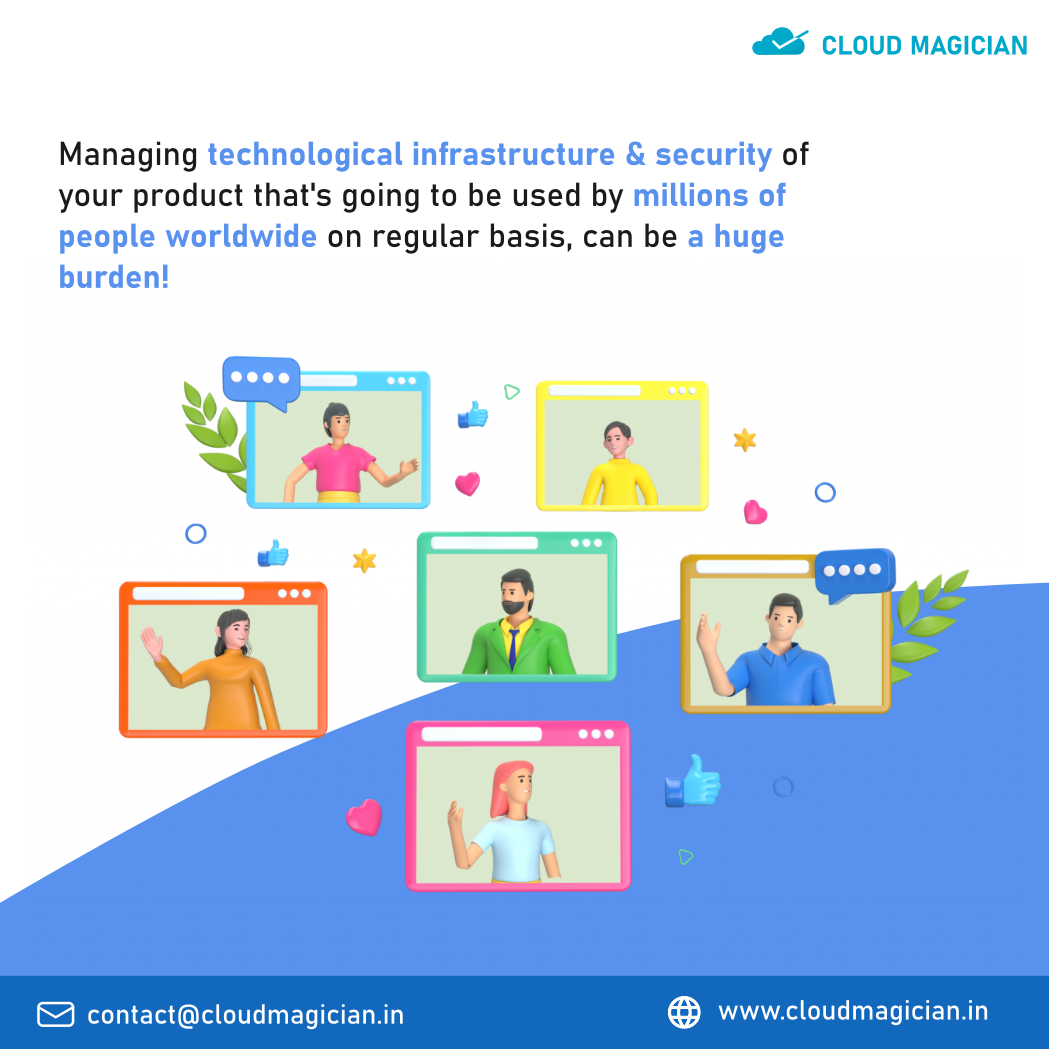 CLOUD MAGICIAN
Managing technological infrastructure & security of
your product that's going to be used by millions of
people worldwide on regular basis, can be a huge
burden!
contact@cloudmagician.in
www.cloudmagician.in